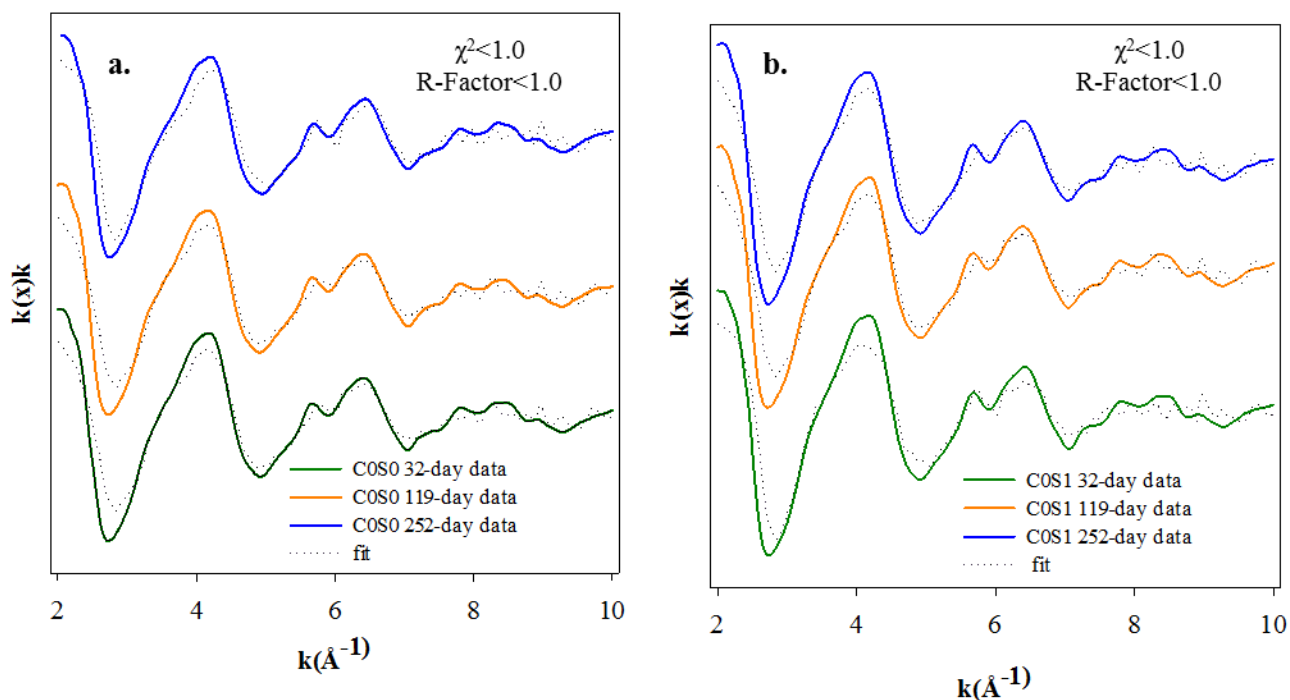 a.
χ²<1.0
R-Factor<1.0
k(x)k
C0S0 32-day data
C0S0 119-day data
C0S0 252-day data
fit
2 4 6 8 10
k(Å⁻¹)
b.
χ²<1.0
R-Factor<1.0
k(x)k
C0S1 32-day data
C0S1 119-day data
C0S1 252-day data
fit
2 4 6 8 10
k(Å⁻¹)